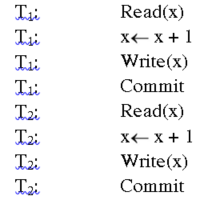 T₁: Read(x)
T₁: x← x + 1
T₁: Write(x)
T₁: Commit
T₂: Read(x)
T₂: x← x + 1
T₂: Write(x)
T₂: Commit